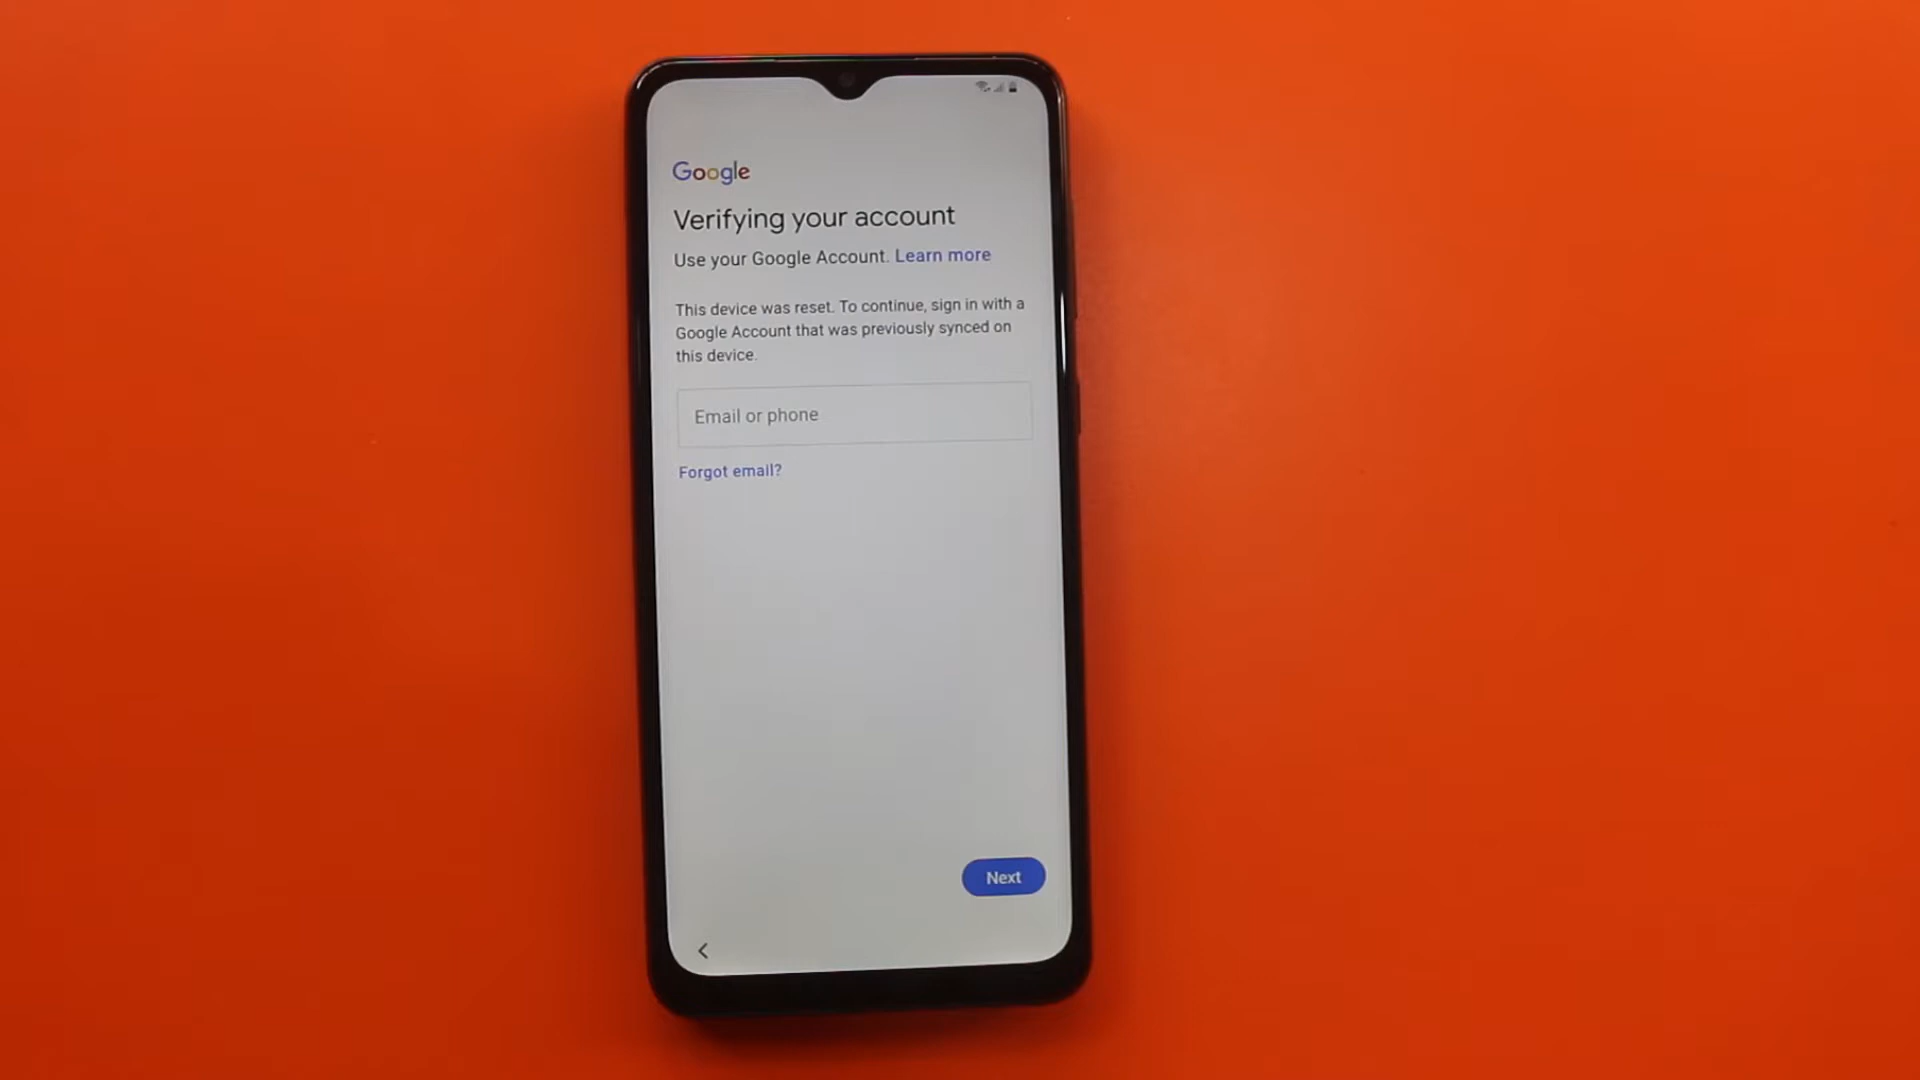 Google
Verifying your account
Use your Google Account. Learn more
This device was reset. To continue, sign in with a
Google Account that was previously synced on
this device.
Email or phone
Forgot email?
Next